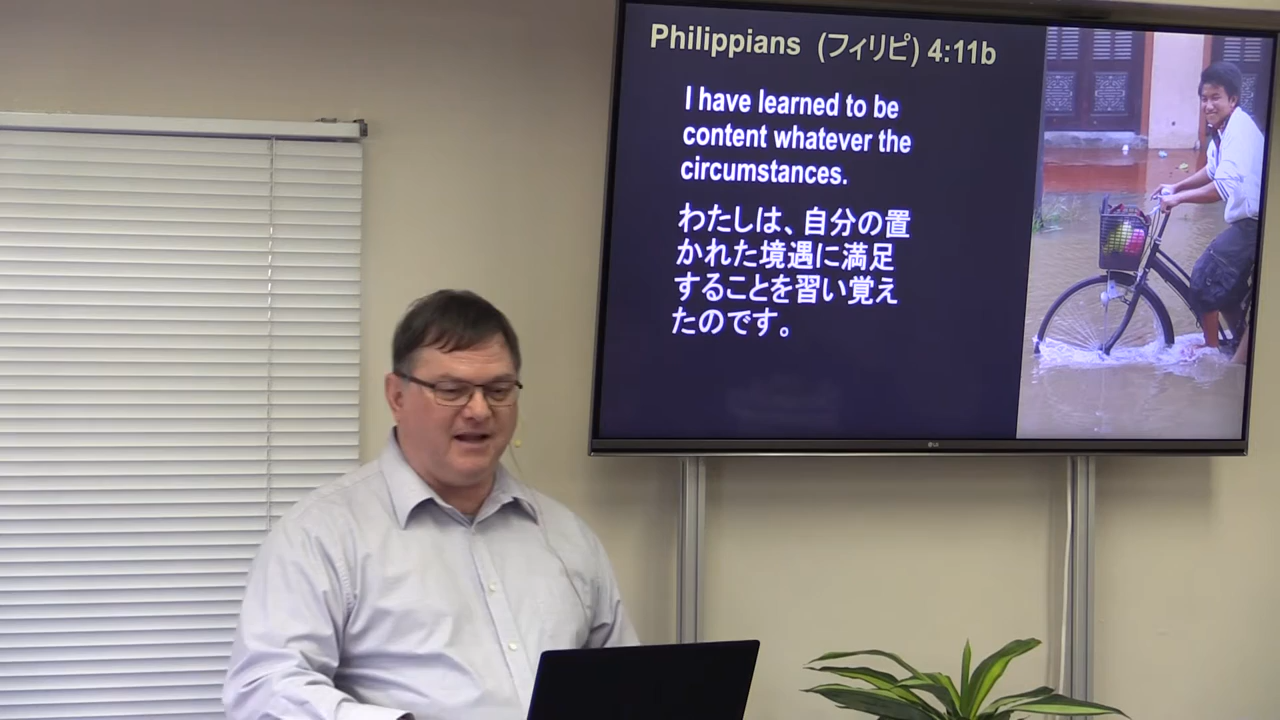 Philippians (フィリピ) 4:11b
I have learned to be
content whatever the
circumstances.
わたしは、自分の置
かれた境遇に満足
することを習い覚え
たのです。
LG